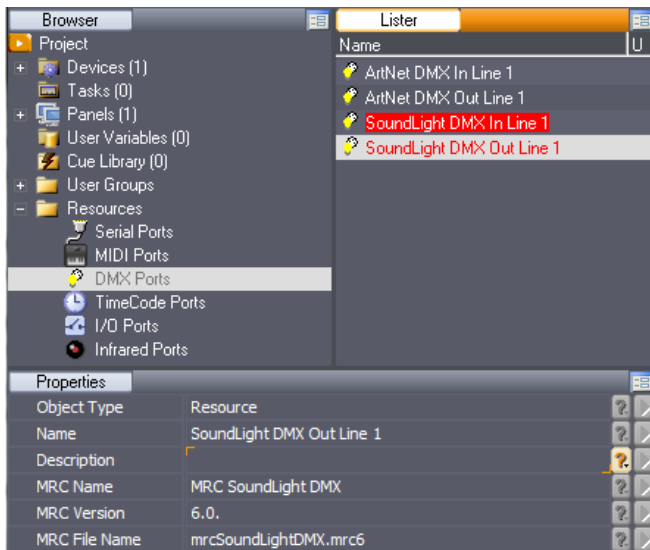 Browser
Project
Devices (1)
Tasks (0)
Panels (1)
User Variables (0)
Cue Library (0)
User Groups
Resources
Serial Ports
MIDI Ports
DMX Ports
TimeCode Ports
I/O Ports
Infrared Ports
Lister
Name U
ArtNet DMX In Line 1
ArtNet DMX Out Line 1
SoundLight DMX In Line 1
SoundLight DMX Out Line 1
Properties
Object Type Resource
Name SoundLight DMX Out Line 1
Description
MRC Name MRC SoundLight DMX
MRC Version 6.0.
MRC File Name mrcSoundLightDMX.mrc6